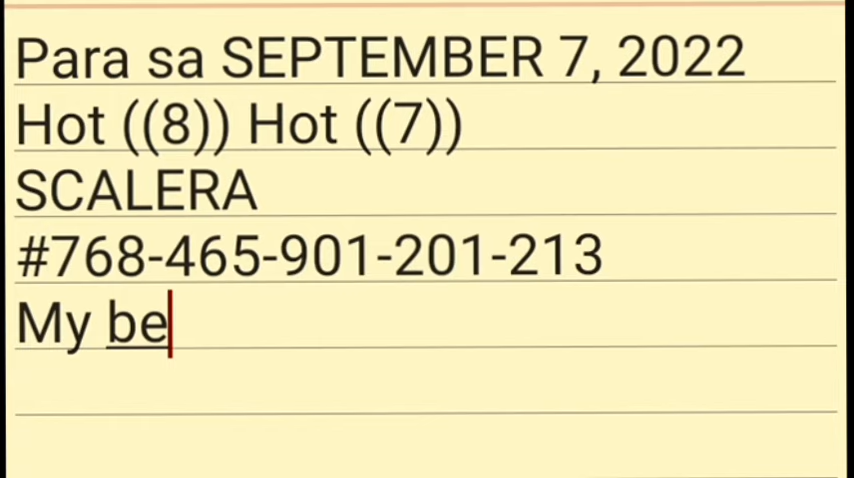 Para sa SEPTEMBER 7, 2022
Hot ((8)) Hot ((7))
SCALERA
#768-465-901-201-213
My be